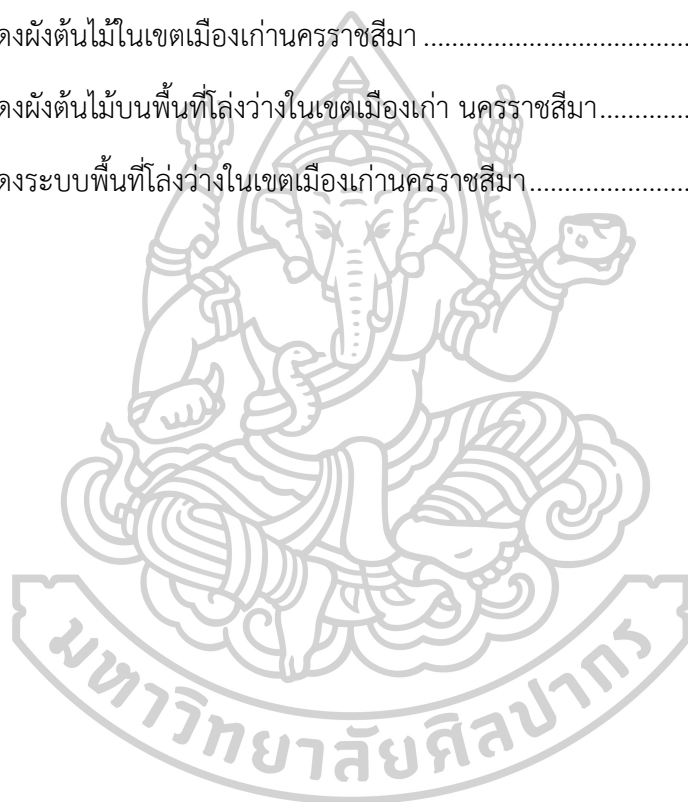 ดงผังต้นไม้ในเขตเมืองเก่านครราชสีมา ..................................
ดงผังต้นไม้บนพื้นที่โล่งว่างในเขตเมืองเก่า นครราชสีมา.............
ดงระบบพื้นที่โล่งว่างในเขตเมืองเก่านครราชสีมา.....................
มหาวิทยาลัยศิลปากร